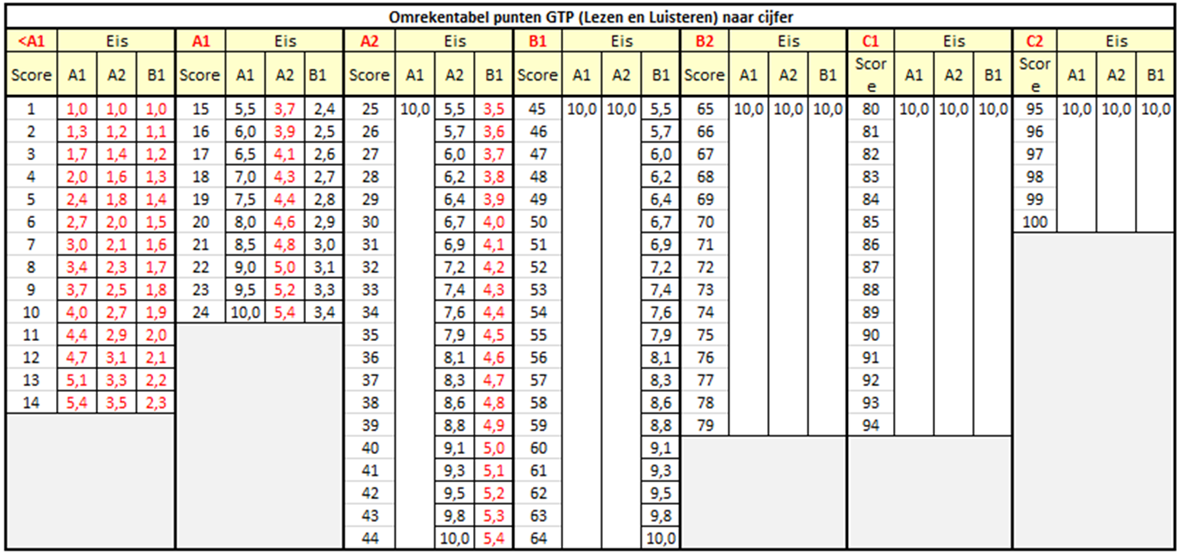 Omrekentabel punten GTP (Lezen en Luisteren) naar cijfer
<A1 Eis A1 Eis A2 Eis B1 Eis B2 Eis C1 Eis C2 Eis
Score A1 A2 B1 Score A1 A2 B1 Score A1 A2 B1 Score A1 A2 B1 Score A1 A2 B1 Score A1 A2 B1 Score A1 A2 B1
1 1,0 1,0 1,0 15 5,5 3,7 2,4 25 10,0 5,5 3,5 45 10,0 10,0 5,5 65 10,0 10,0 10,0 80 10,0 10,0 10,0 95 10,0 10,0 10,0
2 1,3 1,2 1,1 16 6,0 3,9 2,5 26 5,7 3,6 46 5,7 66 81 96
3 1,7 1,4 1,2 17 6,5 4,1 2,6 27 6,0 3,7 47 6,0 67 82 97
4 2,0 1,6 1,3 18 7,0 4,3 2,7 28 6,2 3,8 48 6,2 68 83 98
5 2,4 1,8 1,4 19 7,5 4,4 2,8 29 6,4 3,9 49 6,4 69 84 99
6 2,7 2,0 1,5 20 8,0 4,6 2,9 30 6,7 4,0 50 6,7 70 85 100
7 3,0 2,1 1,6 21 8,5 4,8 3,0 31 6,9 4,1 51 6,9 71 86
8 3,4 2,3 1,7 22 9,0 5,0 3,1 32 7,2 4,2 52 7,2 72 87
9 3,7 2,5 1,8 23 9,5 5,2 3,3 33 7,4 4,3 53 7,4 73 88
10 4,0 2,7 1,9 24 10,0 5,4 3,4 34 7,6 4,4 54 7,6 74 89
11 4,4 2,9 2,0 35 7,9 4,5 55 7,9 75 90
12 4,7 3,1 2,1 36 8,1 4,6 56 8,1 76 91
13 5,1 3,3 2,2 37 8,3 4,7 57 8,3 77 92
14 5,4 3,5 2,3 38 8,6 4,8 58 8,6 78 93
39 8,8 4,9 59 8,8 79 94
40 9,1 5,0 60 9,1
41 9,3 5,1 61 9,3
42 9,5 5,2 62 9,5
43 9,8 5,3 63 9,8
44 10,0 5,4 64 10,0